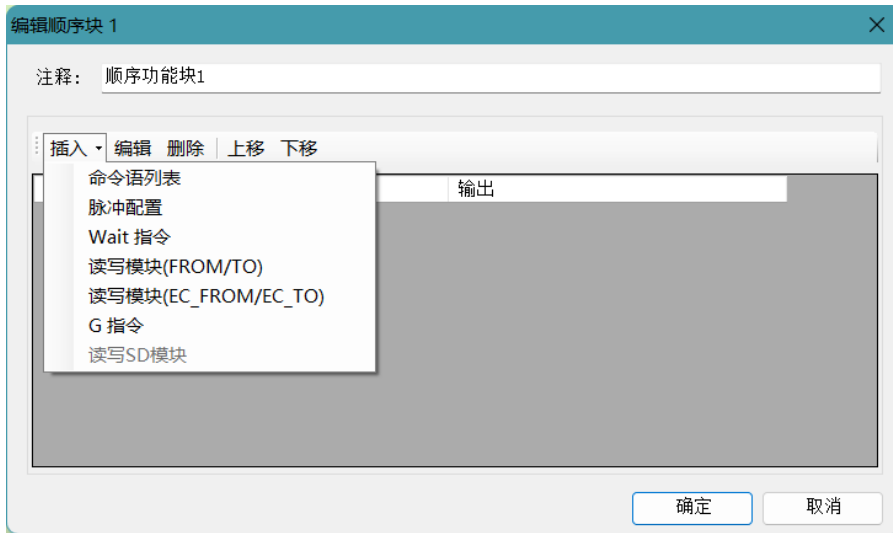 编辑顺序块 1
注释： 顺序功能块1
插入 编辑 删除 上移 下移
输出
命令语列表
脉冲配置
Wait 指令
读写模块(FROM/TO)
读写模块(EC_FROM/EC_TO)
G 指令
读写SD模块
确定 取消